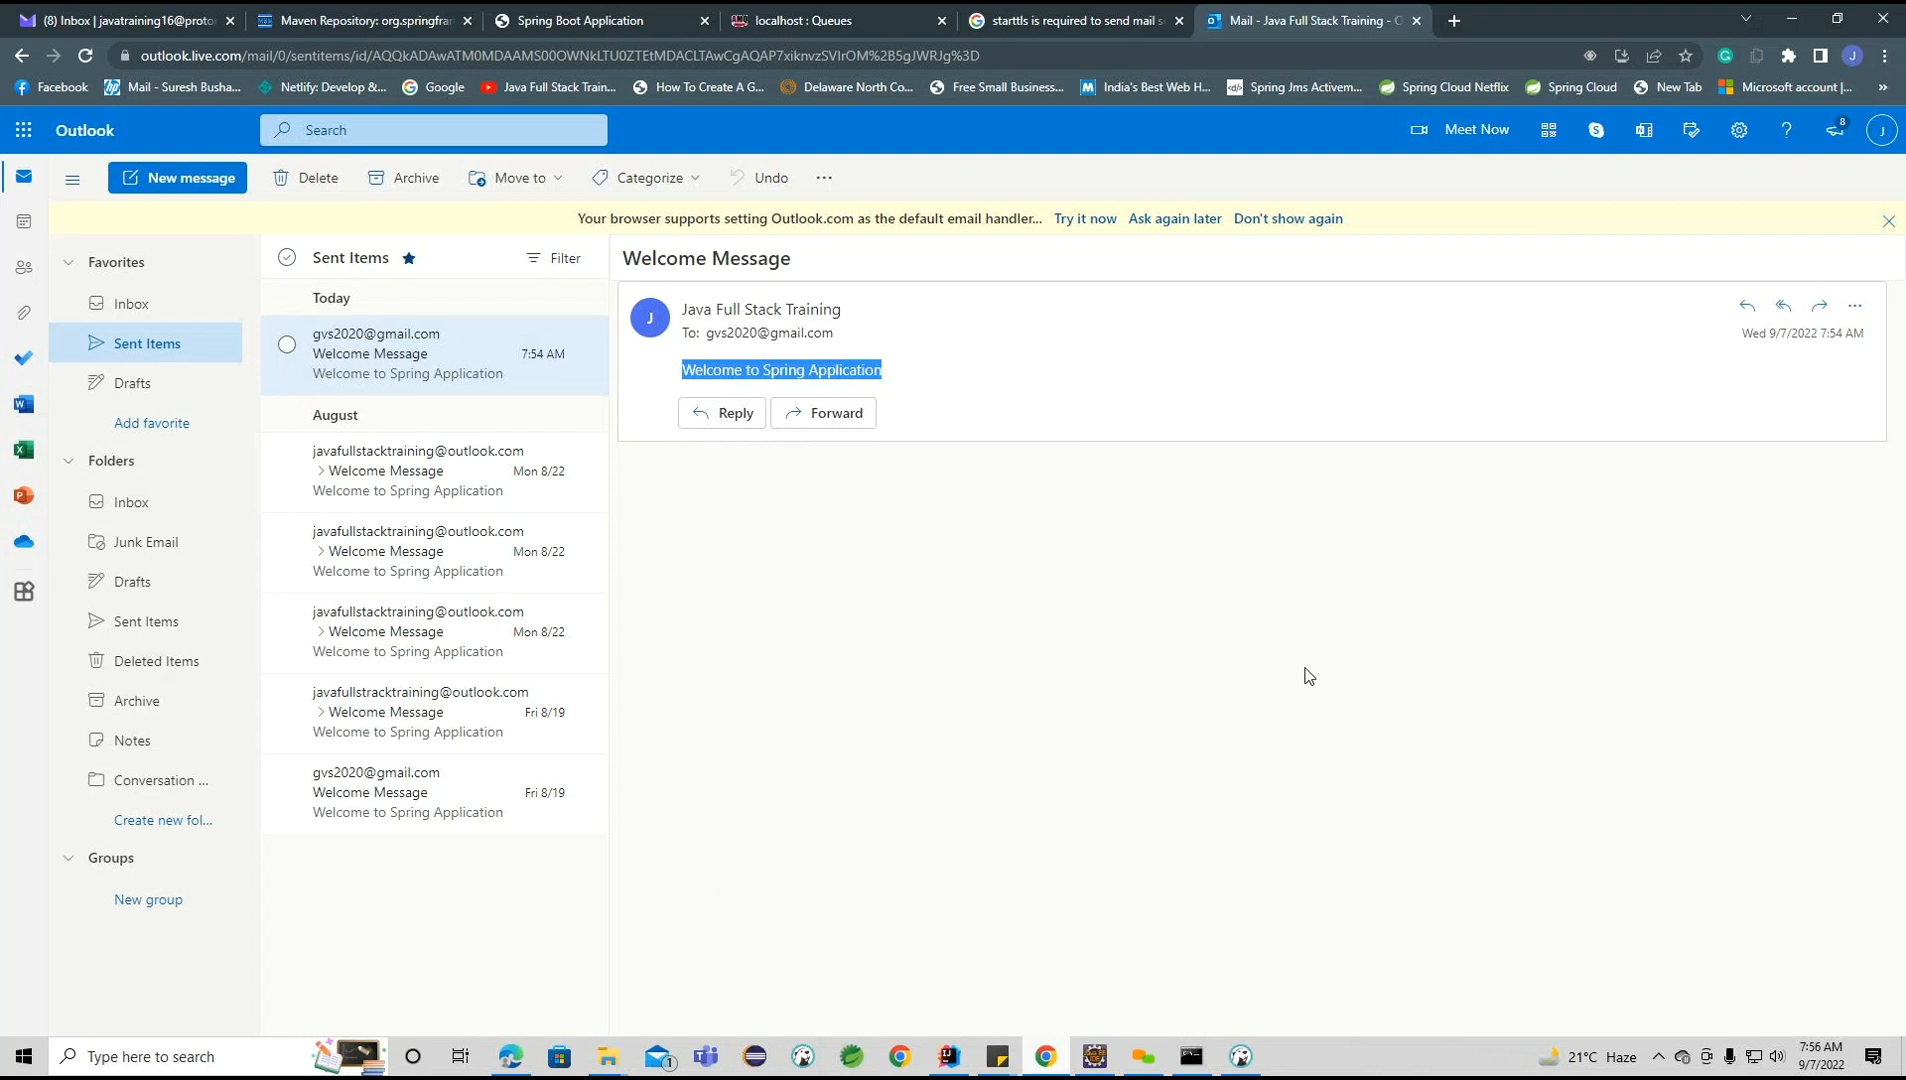 (8) Inbox | javatraining16@proto
Maven Repository: org.springfran
Spring Boot Application
localhost : Queues
starttls is required to send mail s
Mail - Java Full Stack Training - O
outlook.live.com/mail/0/sentitems/id/AQQkADAwATM0MDAAMS00OWNkLTU0ZTEtMDACLTAwCgAQAP7xiknvzSVIrOM%2B5gJWRJg%3D
J
Facebook
Mail - Suresh Busha...
Netlify: Develop &...
Google
Java Full Stack Train...
How To Create A G...
Delaware North Co...
Free Small Business...
India's Best Web H...
Spring Jms Activem...
Spring Cloud Netflix
Spring Cloud
New Tab
Microsoft account |...
»
Outlook
Search
Meet Now
8
J
New message
Delete
Archive
Move to
Categorize
Undo
...
Your browser supports setting Outlook.com as the default email handler... Try it now Ask again later Don't show again
Favorites
Inbox
Sent Items
Drafts
Add favorite
Folders
Inbox
Junk Email
Drafts
Sent Items
Deleted Items
Archive
Notes
Conversation ...
Create new fol...
Groups
New group
Sent Items
Filter
Today
gvs2020@gmail.com
Welcome Message 7:54 AM
Welcome to Spring Application
August
javafullstacktraining@outlook.com
Welcome Message Mon 8/22
Welcome to Spring Application
javafullstacktraining@outlook.com
Welcome Message Mon 8/22
Welcome to Spring Application
javafullstacktraining@outlook.com
Welcome Message Mon 8/22
Welcome to Spring Application
javafullstracktraining@outlook.com
Welcome Message Fri 8/19
Welcome to Spring Application
gvs2020@gmail.com
Welcome Message Fri 8/19
Welcome to Spring Application
Welcome Message
J
Java Full Stack Training
To: gvs2020@gmail.com
Wed 9/7/2022 7:54 AM
Welcome to Spring Application
Reply
Forward
Type here to search
21°C Haze
7:56 AM
9/7/2022